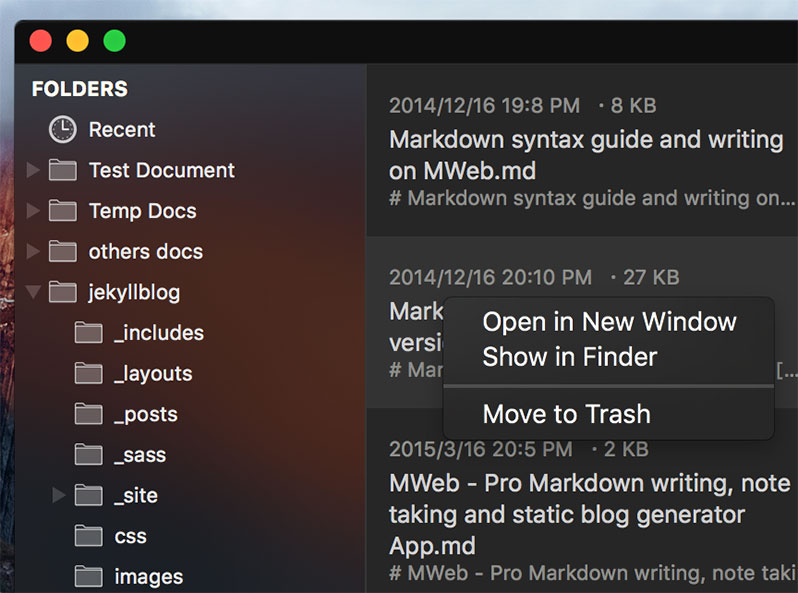 FOLDERS
Recent
Test Document
Temp Docs
others docs
jekyllblog
_includes
_layouts
_posts
_sass
_site
css
images
2014/12/16 19:8 PM · 8 KB
Markdown syntax guide and writing
on MWeb.md
# Markdown syntax guide and writing on...
2014/12/16 20:10 PM · 27 KB
Mark
versi
# Mar
[...
Open in New Window
Show in Finder
Move to Trash
2015/3/16 20:5 PM · 2 KB
MWeb - Pro Markdown writing, note
taking and static blog generator
App.md
# MWeb - Pro Markdown writing, note taki